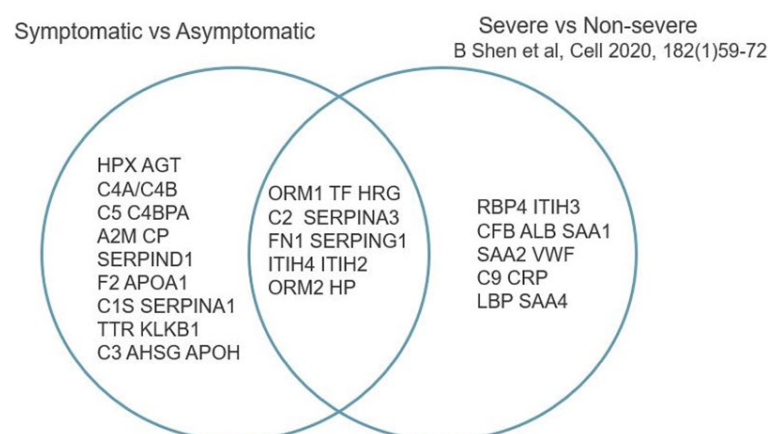 Symptomatic vs Asymptomatic
Severe vs Non-severe
B Shen et al, Cell 2020, 182(1)59-72
HPX AGT
C4A/C4B
C5 C4BPA
A2M CP
SERPIND1
F2 APOA1
C1S SERPINA1
TTR KLKB1
C3 AHSG APOH
ORM1 TF HRG
C2 SERPINA3
FN1 SERPING1
ITIH4 ITIH2
ORM2 HP
RBP4 ITIH3
CFB ALB SAA1
SAA2 VWF
C9 CRP
LBP SAA4